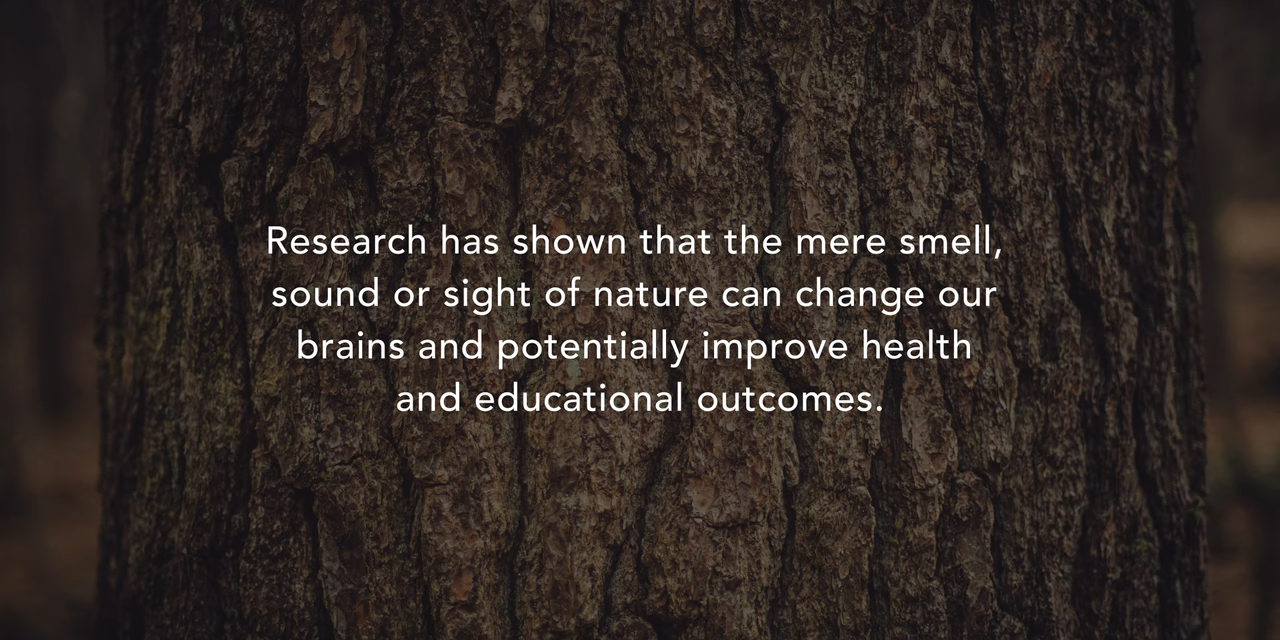 Research has shown that the mere smell,
sound or sight of nature can change our
brains and potentially improve health
and educational outcomes.